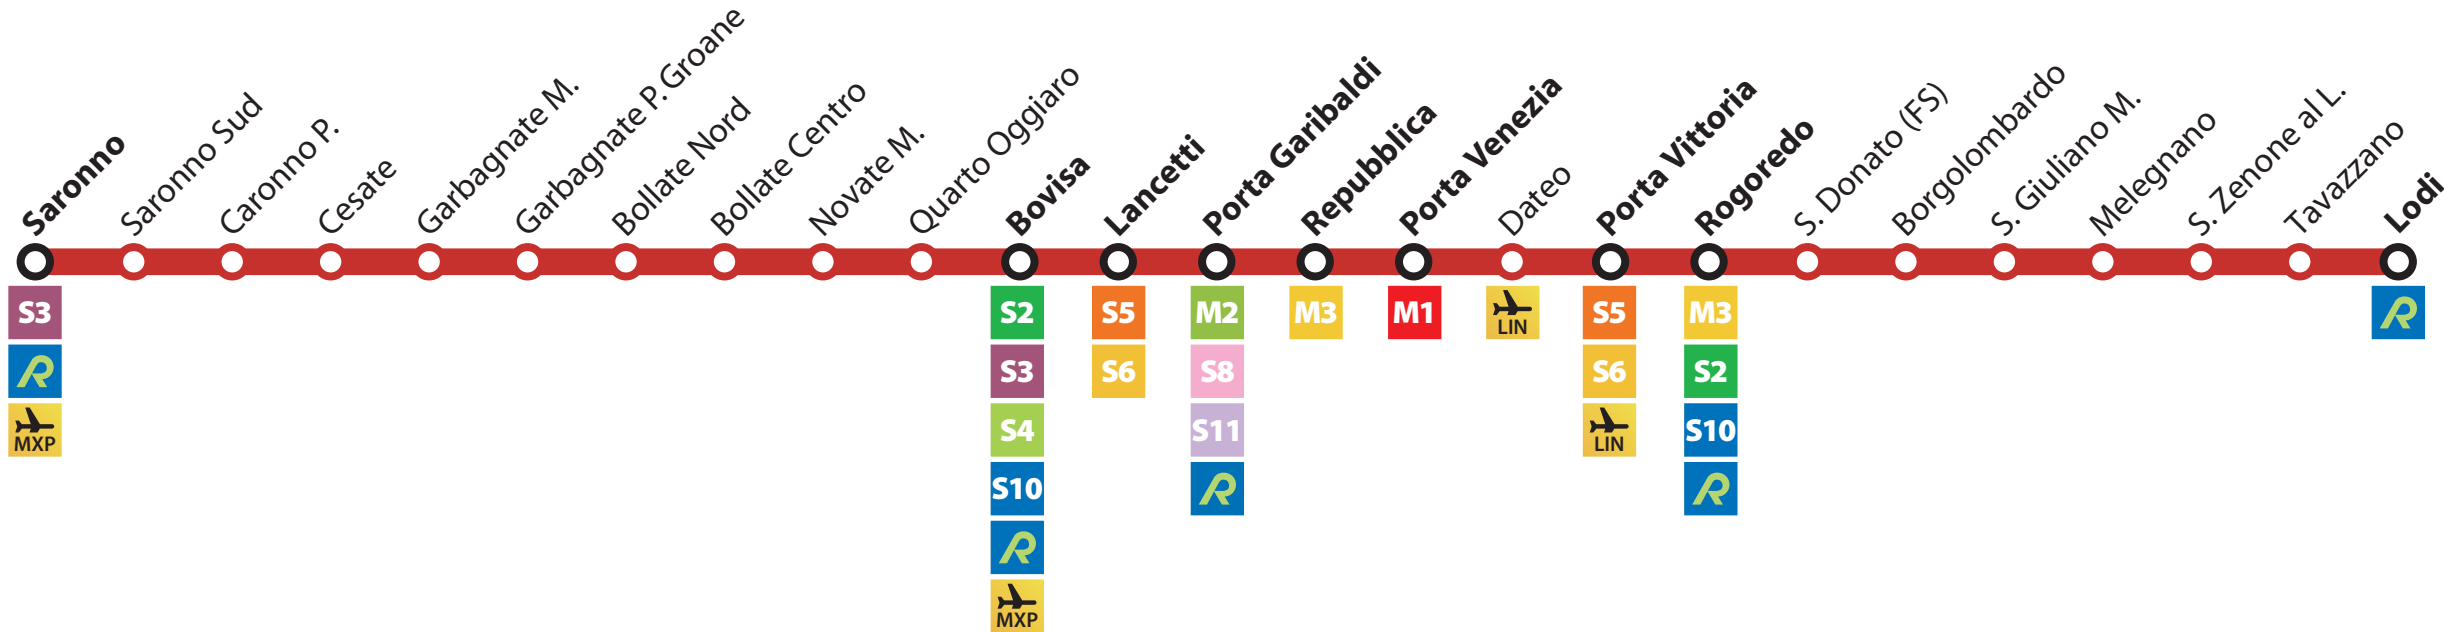 Saronno
Saronno Sud
Caronno P.
Cesate
Garbagnate M.
Garbagnate P. Groane
Bollate Nord
Bollate Centro
Novate M.
Quarto Oggiaro
Bovisa
Lancetti
Porta Garibaldi
Repubblica
Porta Venezia
Dateo
Porta Vittoria
Rogoredo
S. Donato (FS)
Borgolombardo
S. Giuliano M.
Melegnano
S. Zenone al L.
Tavazzano
Lodi
S3
R
MXP
S2
S3
S4
S10
R
MXP
S5
S6
M2
S8
S11
R
M3
M1
LIN
S5
S6
LIN
M3
S2
S10
R
R